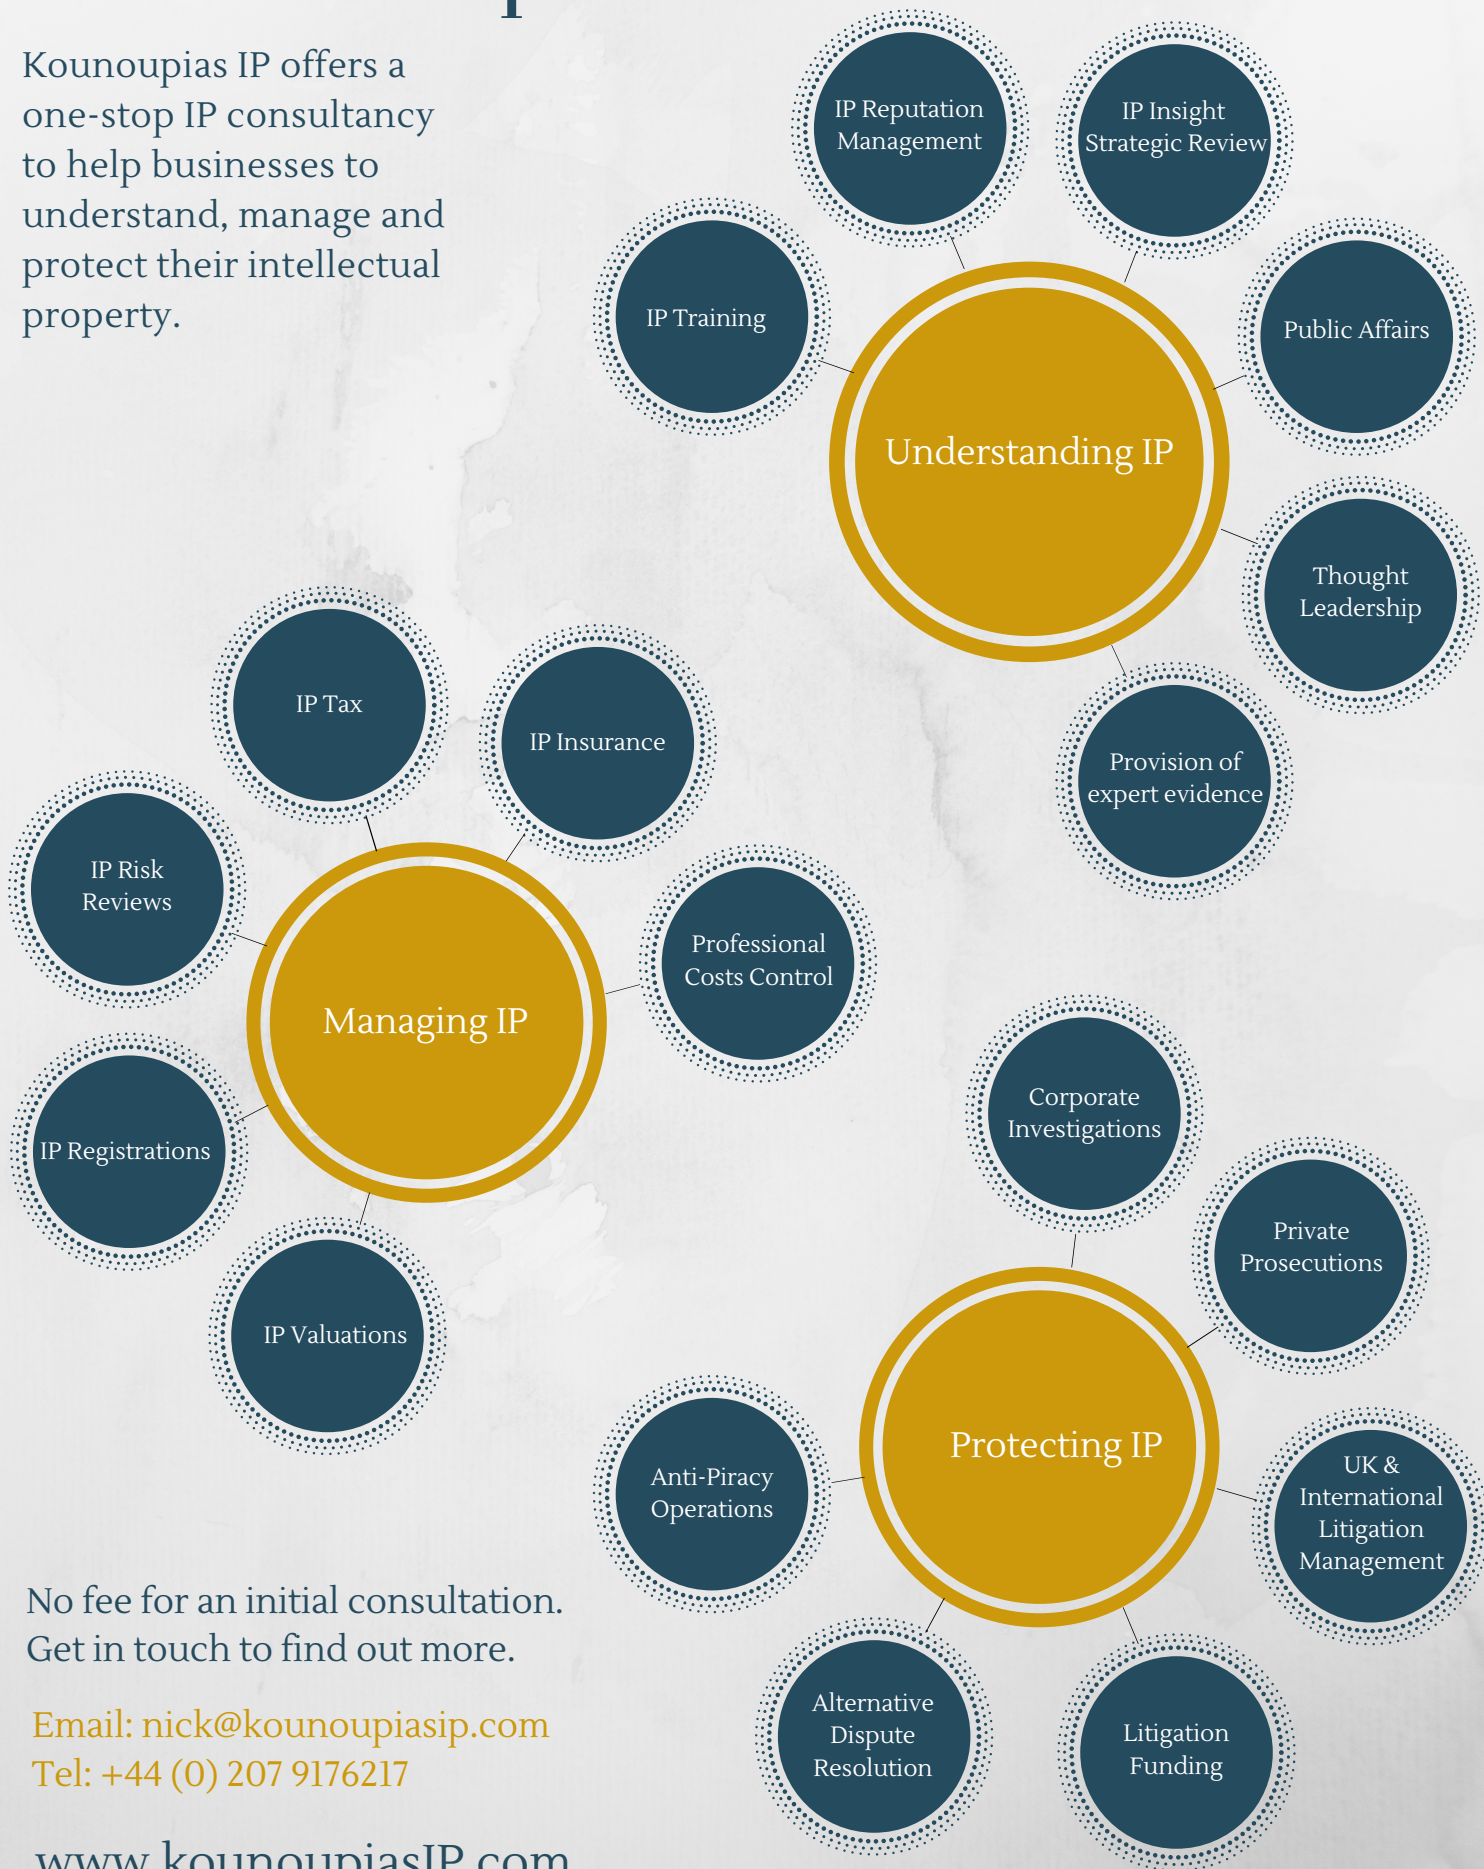 Kounoupias IP offers a
one-stop IP consultancy
to help businesses to
understand, manage and
protect their intellectual
property.
IP Reputation
Management
IP Insight
Strategic Review
IP Training
Public Affairs
Understanding IP
Thought
Leadership
Provision of
expert evidence
IP Tax
IP Insurance
IP Risk
Reviews
Professional
Costs Control
Managing IP
IP Registrations
IP Valuations
Corporate
Investigations
Private
Prosecutions
Protecting IP
Anti-Piracy
Operations
UK &
International
Litigation
Management
Alternative
Dispute
Resolution
Litigation
Funding
No fee for an initial consultation.
Get in touch to find out more.
Email: nick@kounoupiasip.com
Tel: +44 (0) 207 9176217
www.kounoupiasIP.com